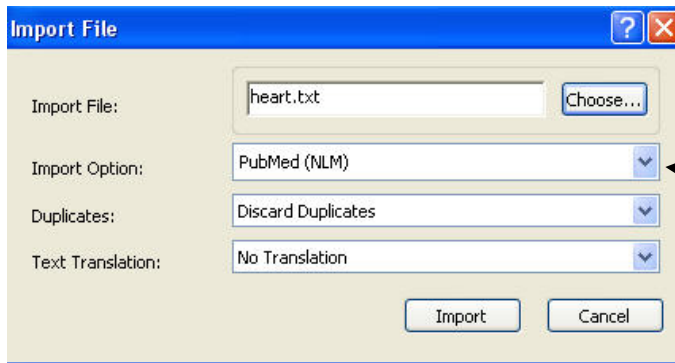 Import File
Import File: heart.txt Choose...
Import Option: PubMed (NLM)
Duplicates: Discard Duplicates
Text Translation: No Translation
Import Cancel